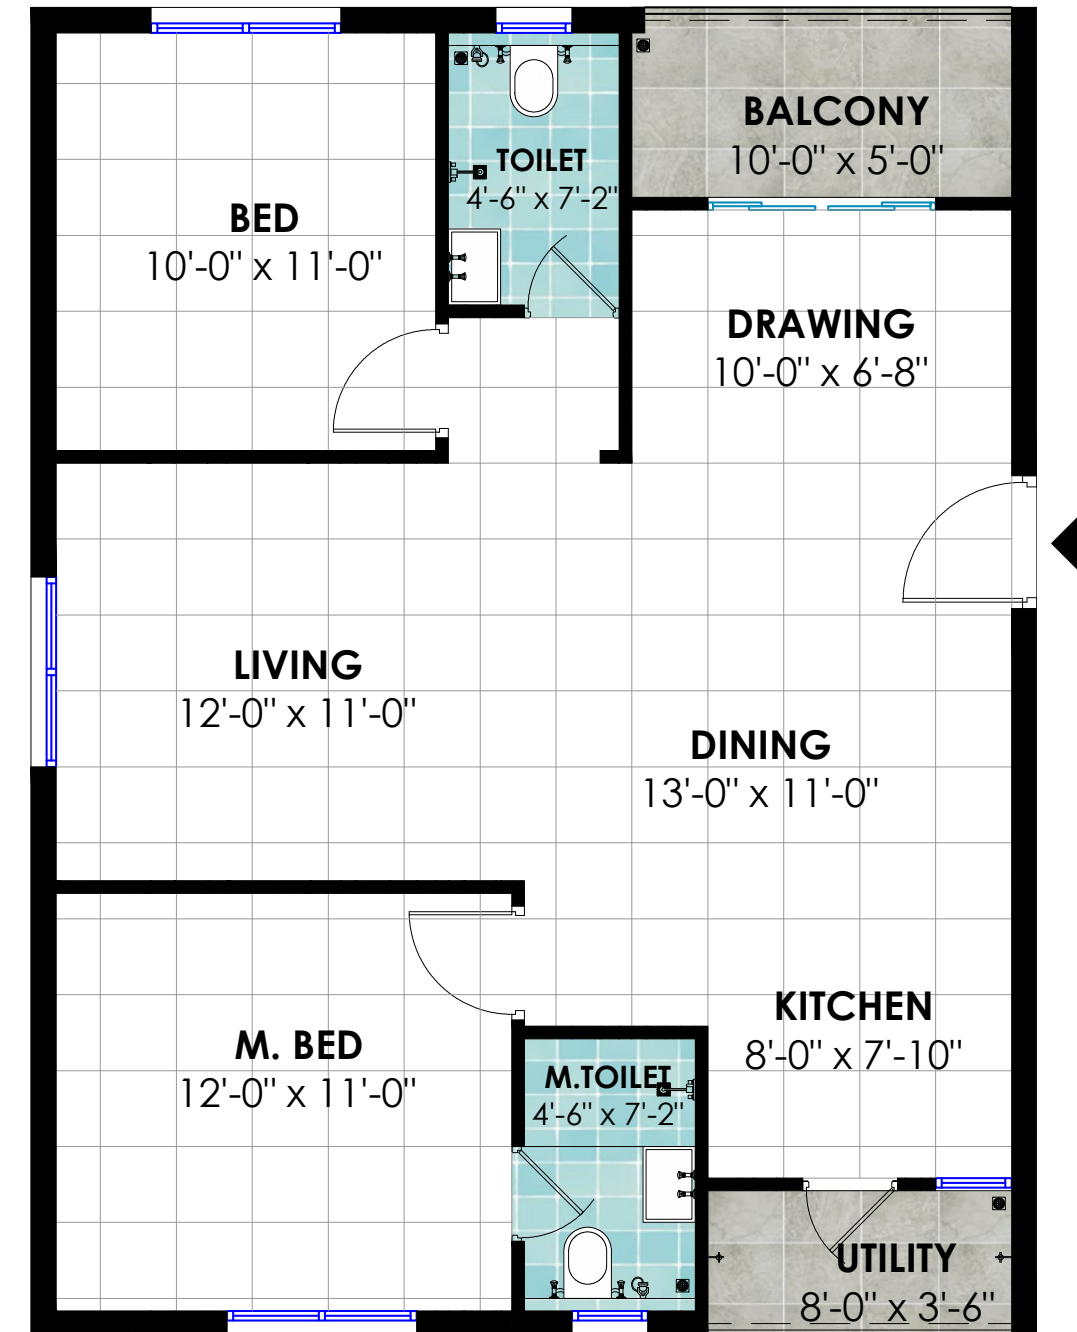 BALCONY
10'-0" x 5'-0"
TOILET
4'-6" x 7'-2"
BED
10'-0" x 11'-0"
DRAWING
10'-0" x 6'-8"
LIVING
12'-0" x 11'-0"
DINING
13'-0" x 11'-0"
KITCHEN
8'-0" x 7'-10"
M. BED
12'-0" x 11'-0"
M.TOILET
4'-6" x 7'-2"
UTILITY
8'-0" x 3'-6"